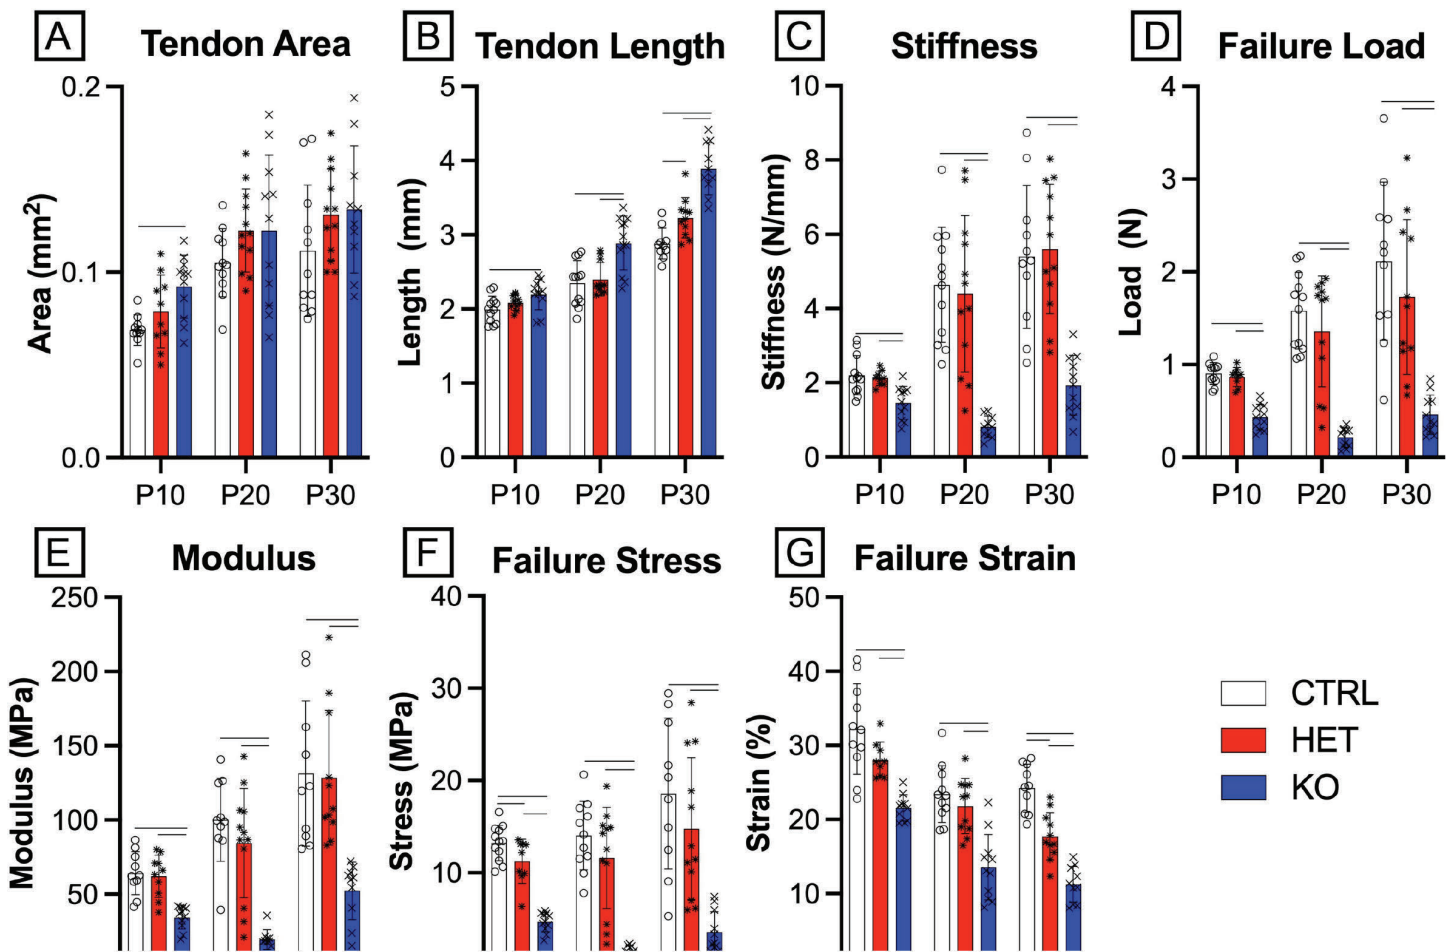 A Tendon Area
Area (mm²)
0.2
0.1
0.0
P10 P20 P30
B Tendon Length
Length (mm)
5
4
3
2
1
0
P10 P20 P30
C Stiffness
Stiffness (N/mm)
10
8
6
4
2
0
P10 P20 P30
D Failure Load
Load (N)
4
3
2
1
0
P10 P20 P30
E Modulus
Modulus (MPa)
250
200
150
100
50
F Failure Stress
Stress (MPa)
40
30
20
10
G Failure Strain
Strain (%)
50
40
30
20
10
CTRL
HET
KO